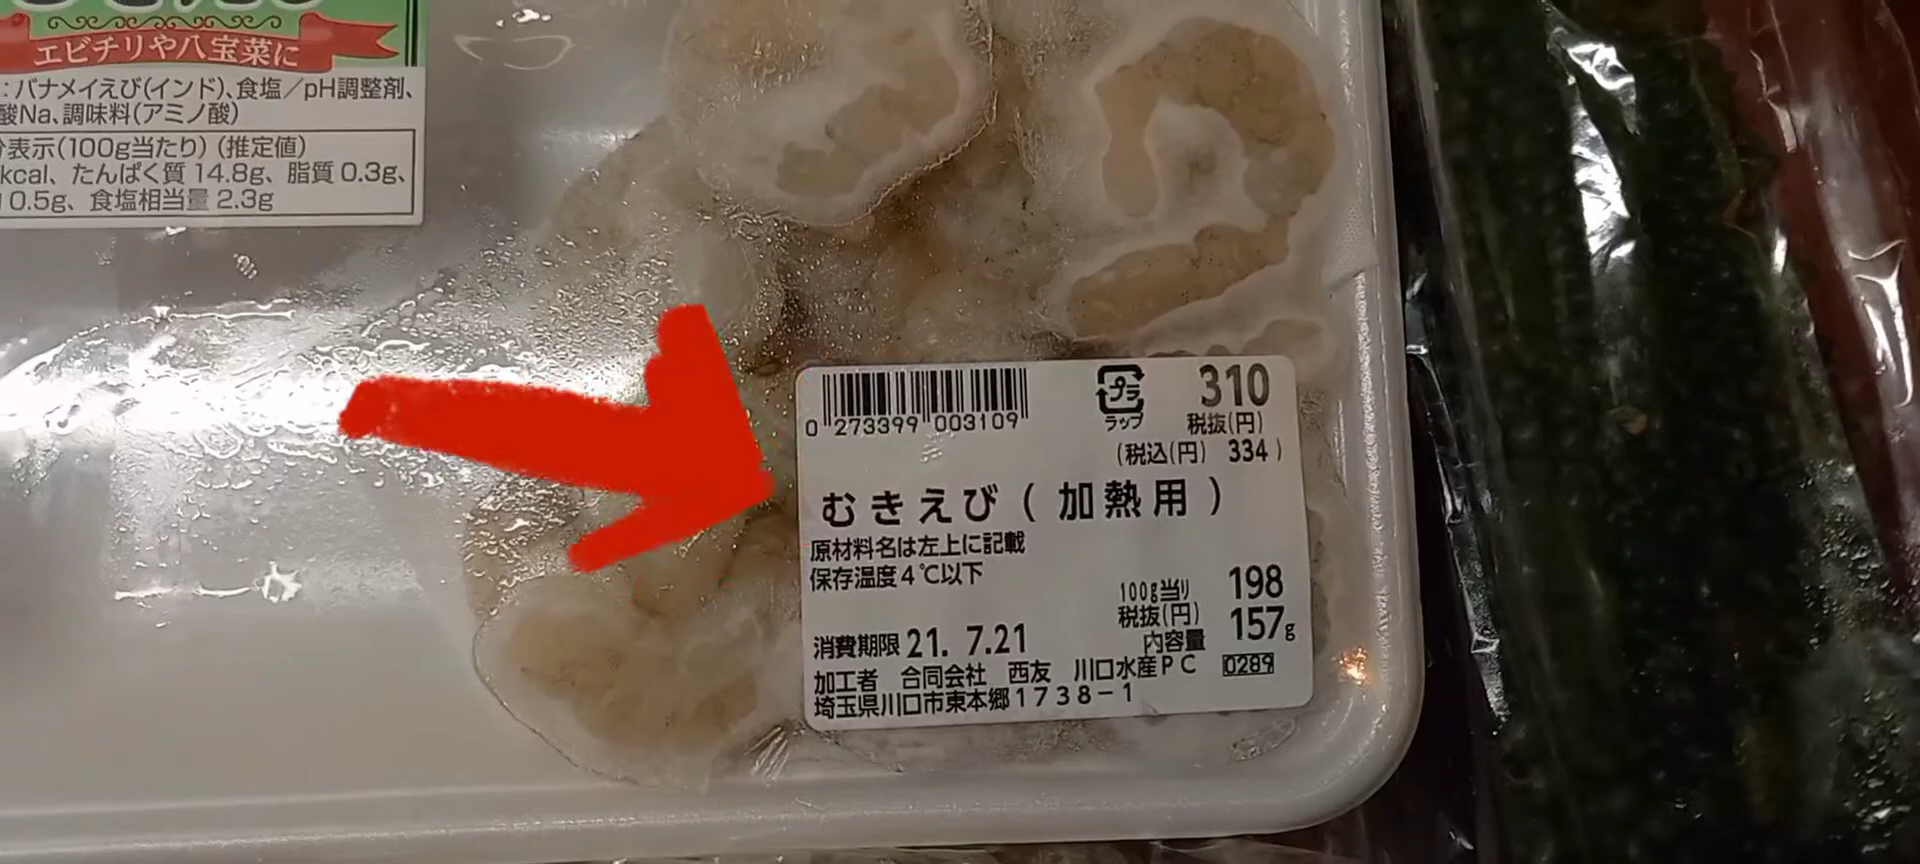 エビチリや八宝菜に
：バナメイえび(インド)、食塩／pH調整剤、
酸Na、調味料(アミノ酸)
表示(100g当たり)(推定値)
kcal、たんぱく質14.8g、脂質0.3g、
0.5g、食塩相当量2.3g
0 273399 003109
プラ
ラップ
310
税抜(円)
(税込(円) 334)
むきえび(加熱用)
原材料名は左上に記載
保存温度4℃以下
100g当り 198
税抜(円)
内容量 157g
消費期限 21. 7.21
加工者 合同会社 西友 川口水産PC 0289
埼玉県川口市東本郷1738-1